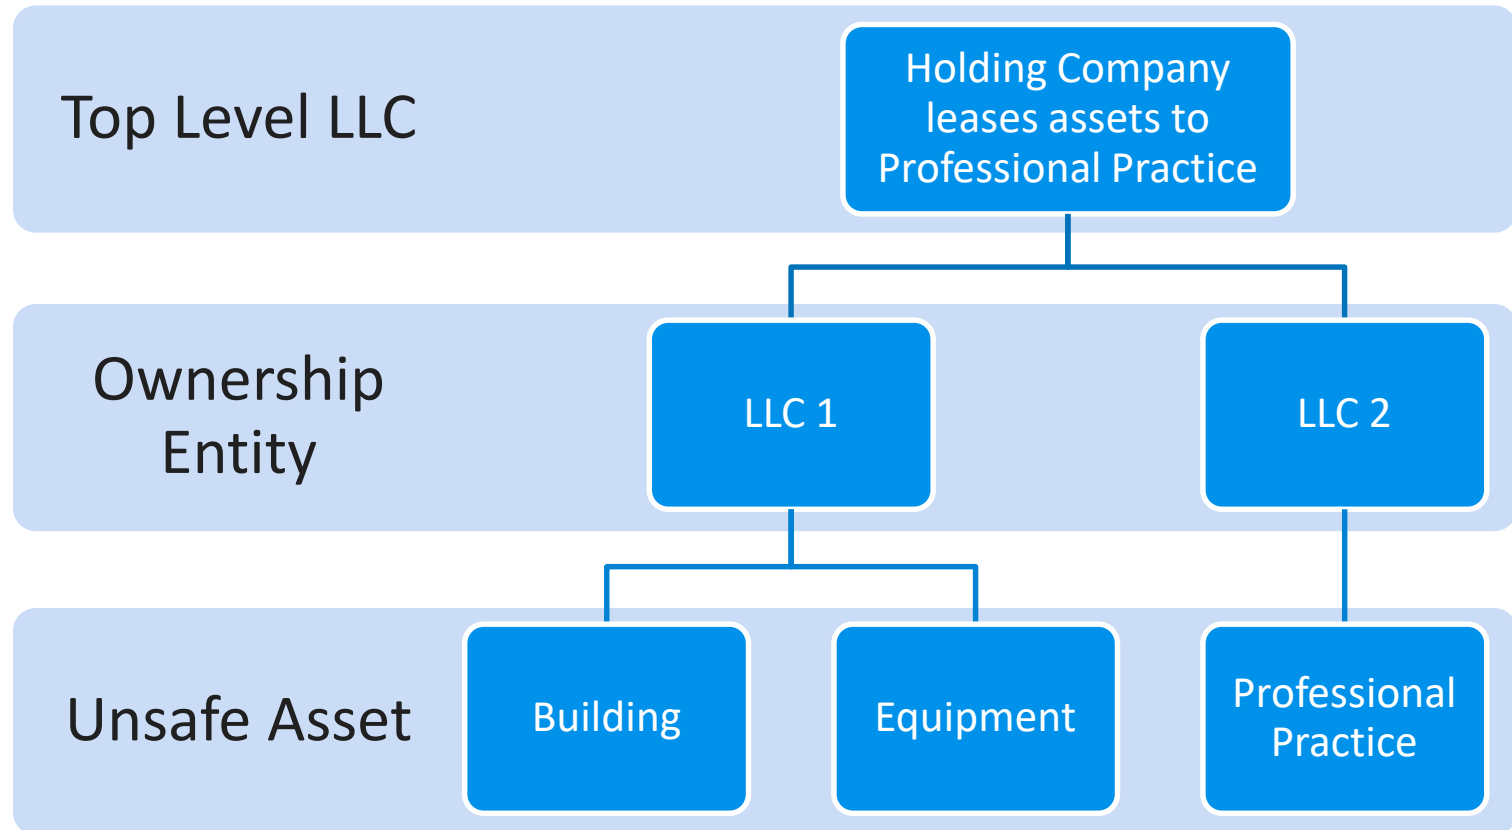 Top Level LLC
Holding Company
leases assets to
Professional Practice
Ownership
Entity
LLC 1
LLC 2
Unsafe Asset
Building
Equipment
Professional
Practice